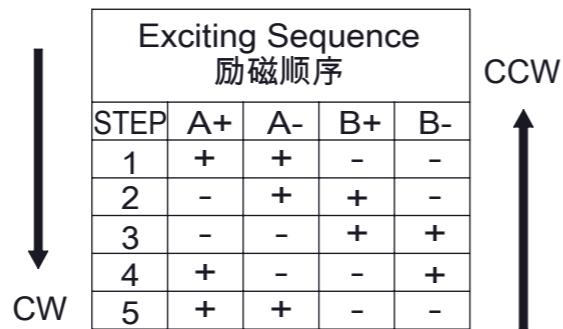 Exciting Sequence
励磁顺序
CCW
STEP A+ A- B+ B-
1 + + - -
2 - + + -
3 - - + +
4 + - - +
CW
5 + + - -